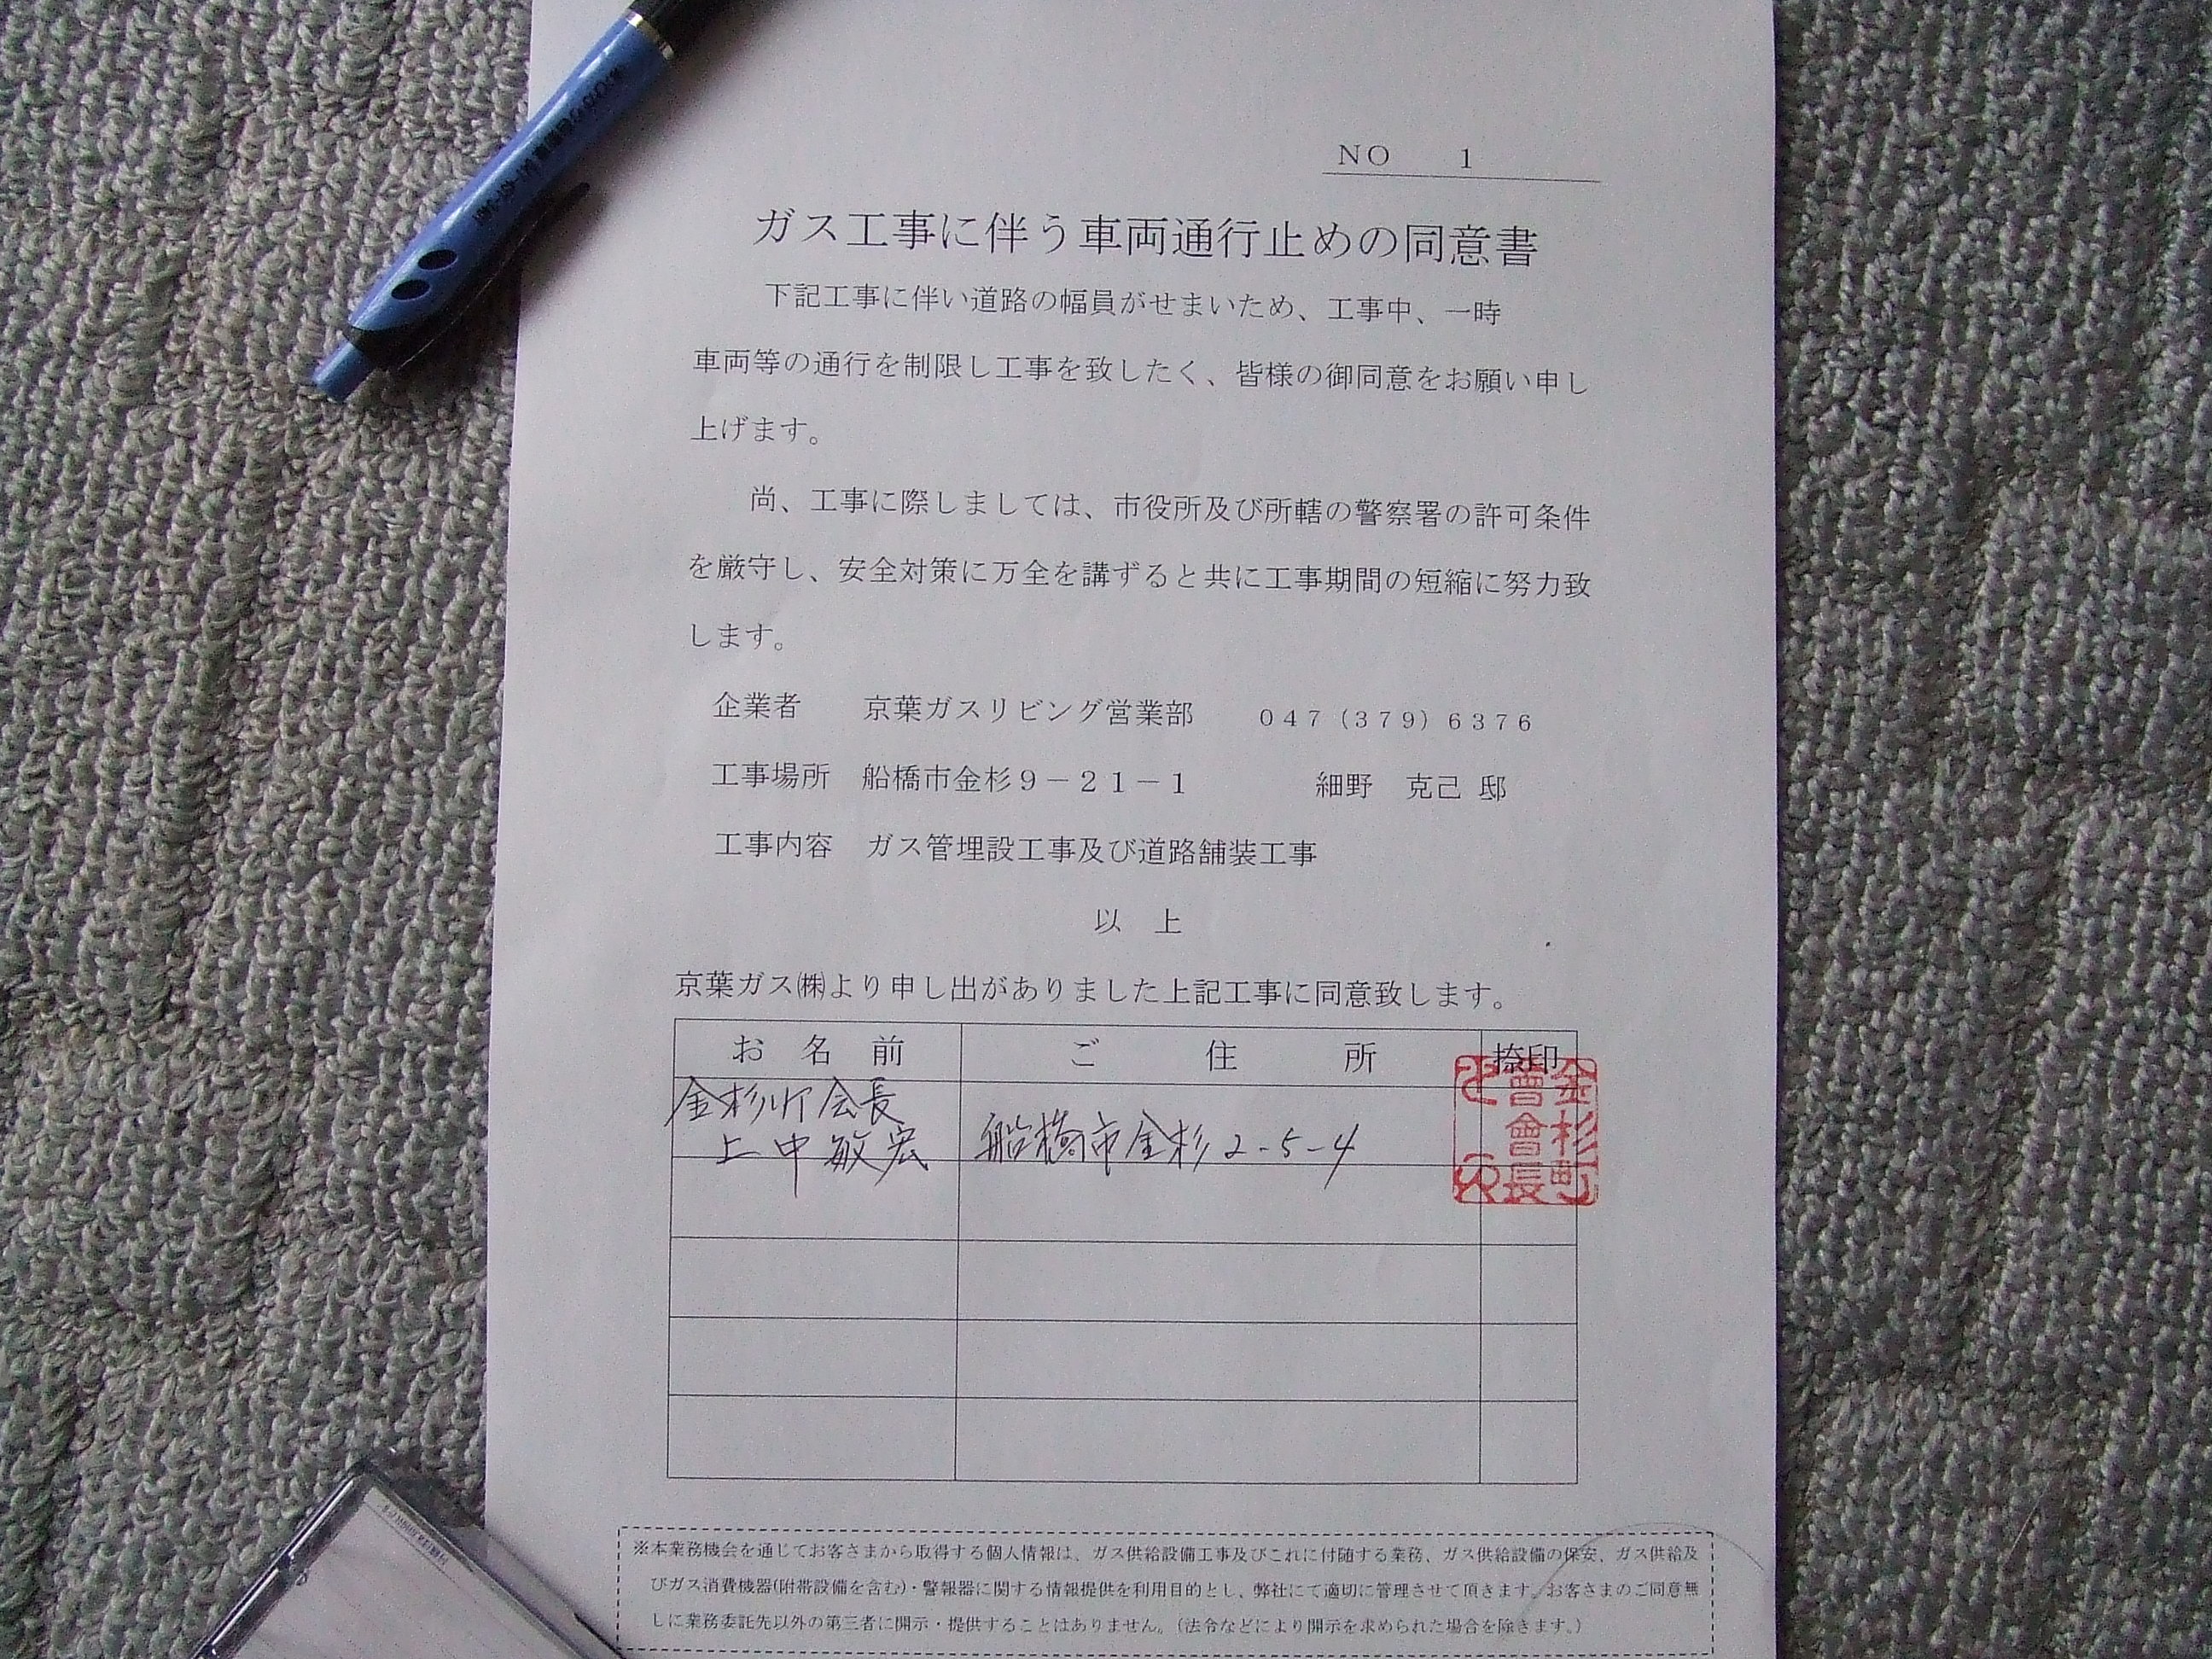 NO 1
ガス工事に伴う車両通行止めの同意書
下記工事に伴い道路の幅員がせまいため、工事中、一時
車両等の通行を制限し工事を致したく、皆様の御同意をお願い申し
上げます。
尚、工事に際しましては、市役所及び所轄の警察署の許可条件
を厳守し、安全対策に万全を講ずると共に工事期間の短縮に努力致
します。
企業者 京葉ガスリビング営業部 047(379)6376
工事場所 船橋市金杉9-21-1 細野 克己 邸
工事内容 ガス管埋設工事及び道路舗装工事
以 上
京葉ガス㈱より申し出がありました上記工事に同意致します。
お 名 前 ご 住 所 捺印
金杉町会長
上中敏宏 船橋市金杉2-5-4
金杉町
會會長
※本業務機会を通じてお客さまから取得する個人情報は、ガス供給設備工事及びこれに付随する業務、ガス供給設備の保安、ガス供給及
びガス消費機器(附帯設備を含む)・警報器に関する情報提供を利用目的とし、弊社にて適切に管理させて頂きます。お客さまのご同意無
しに業務委託先以外の第三者に開示・提供することはありません。(法令などにより開示を求められた場合を除きます。)